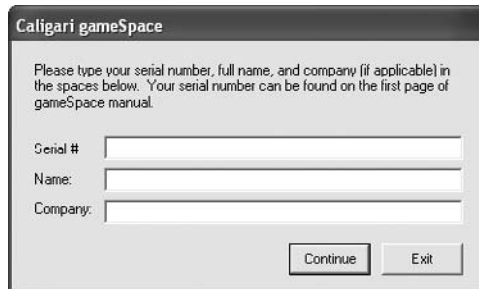 Caligari gameSpace
Please type your serial number, full name, and company (if applicable) in
the spaces below. Your serial number can be found on the first page of
gameSpace manual.
Serial #
Name:
Company:
Continue
Exit